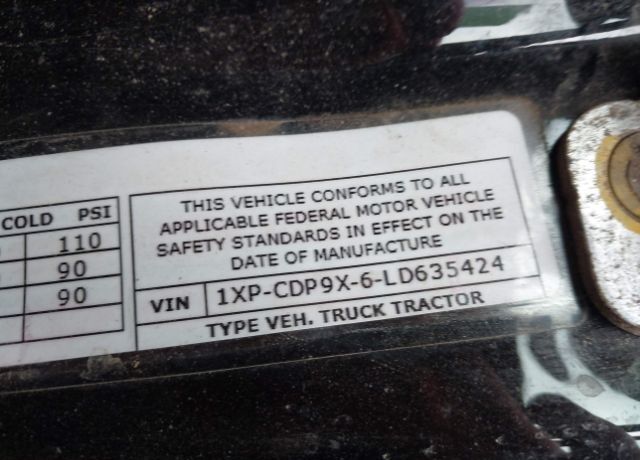 COLD PSI
110
90
90
THIS VEHICLE CONFORMS TO ALL
APPLICABLE FEDERAL MOTOR VEHICLE
SAFETY STANDARDS IN EFFECT ON THE
DATE OF MANUFACTURE
VIN 1XP-CDP9X-6-LD635424
TYPE VEH. TRUCK TRACTOR